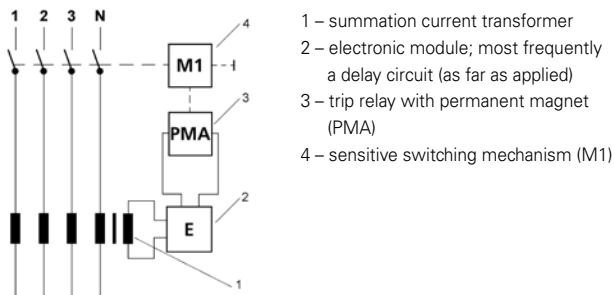 1 2 3 N
4
M1
3
PMA
2
E
1
1 – summation current transformer
2 – electronic module; most frequently
a delay circuit (as far as applied)
3 – trip relay with permanent magnet
(PMA)
4 – sensitive switching mechanism (M1)